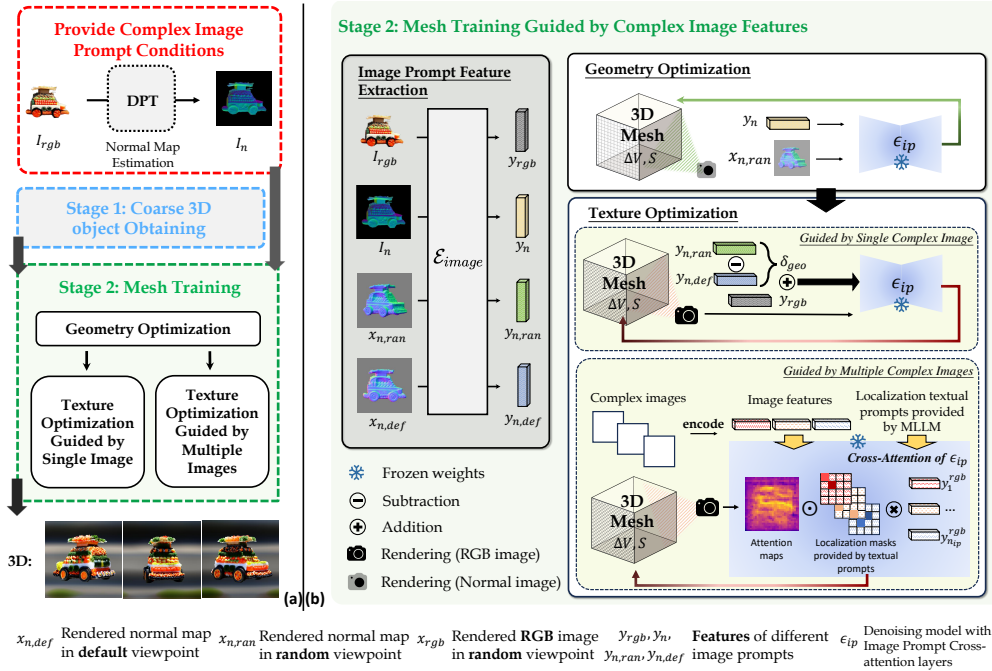 Provide Complex Image
Prompt Conditions
DPT
I_rgb
Normal Map
Estimation
I_n
Stage 1: Coarse 3D
object Obtaining
Stage 2: Mesh Training
Geometry Optimization
Texture
Optimization
Guided by
Single Image
Texture
Optimization
Guided by
Multiple
Images
3D:
(a)
(b)
Stage 2: Mesh Training Guided by Complex Image Features
Image Prompt Feature
Extraction
I_rgb
y_rgb
I_n
y_n
ℰ_image
x_n,ran
y_n,ran
x_n,def
y_n,def
Frozen weights
Subtraction
Addition
Rendering (RGB image)
Rendering (Normal image)
Geometry Optimization
3D
Mesh
ΔV, S
y_n
x_n,ran
ϵ_ip
Texture Optimization
Guided by Single Complex Image
3D
Mesh
ΔV, S
y_n,ran
y_n,def
δ_geo
y_rgb
ϵ_ip
Guided by Multiple Complex Images
Complex images
encode
Image features
Localization textual
prompts provided
by MLLM
Cross-Attention of ϵ_ip
3D
Mesh
ΔV, S
Attention
maps
Localization masks
provided by textual
prompts
y_1^rgb
...
y_n_ip^rgb
x_n,def Rendered normal map
in default viewpoint
x_n,ran Rendered normal map
in random viewpoint
x_rgb Rendered RGB image
in random viewpoint
y_rgb, y_n,
y_n,ran, y_n,def
Features of different
image prompts
ϵ_ip Denoising model with
Image Prompt Cross-
attention layers